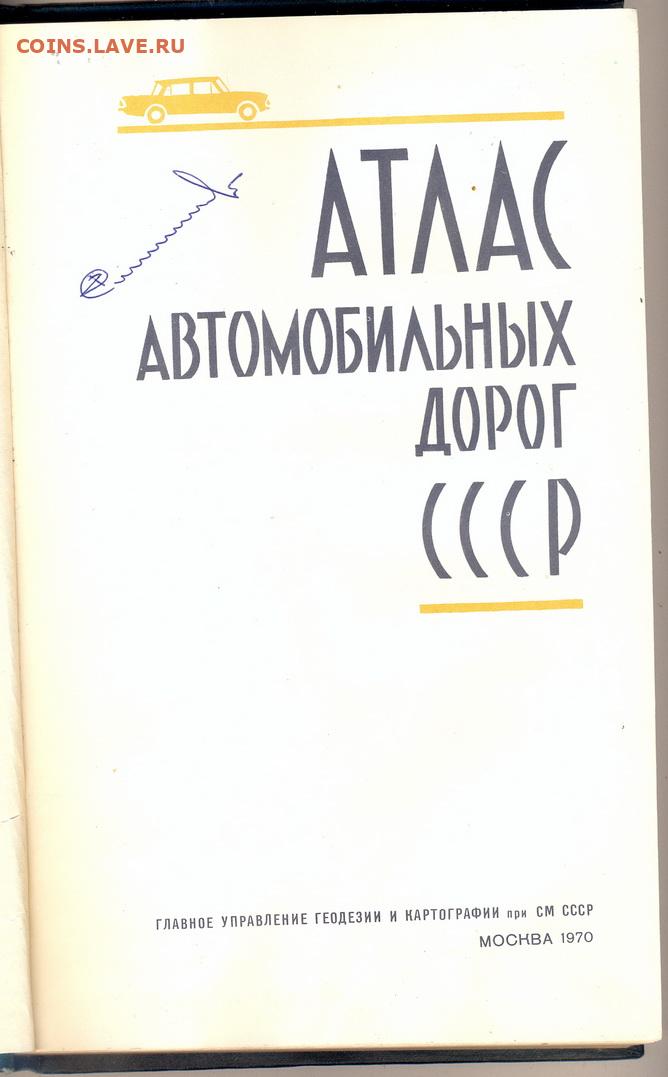 COINS.LAVE.RU
АТЛАС
АВТОМОБИЛЬНЫХ
ДОРОГ
СССР
ГЛАВНОЕ УПРАВЛЕНИЕ ГЕОДЕЗИИ И КАРТОГРАФИИ при СМ СССР
МОСКВА 1970